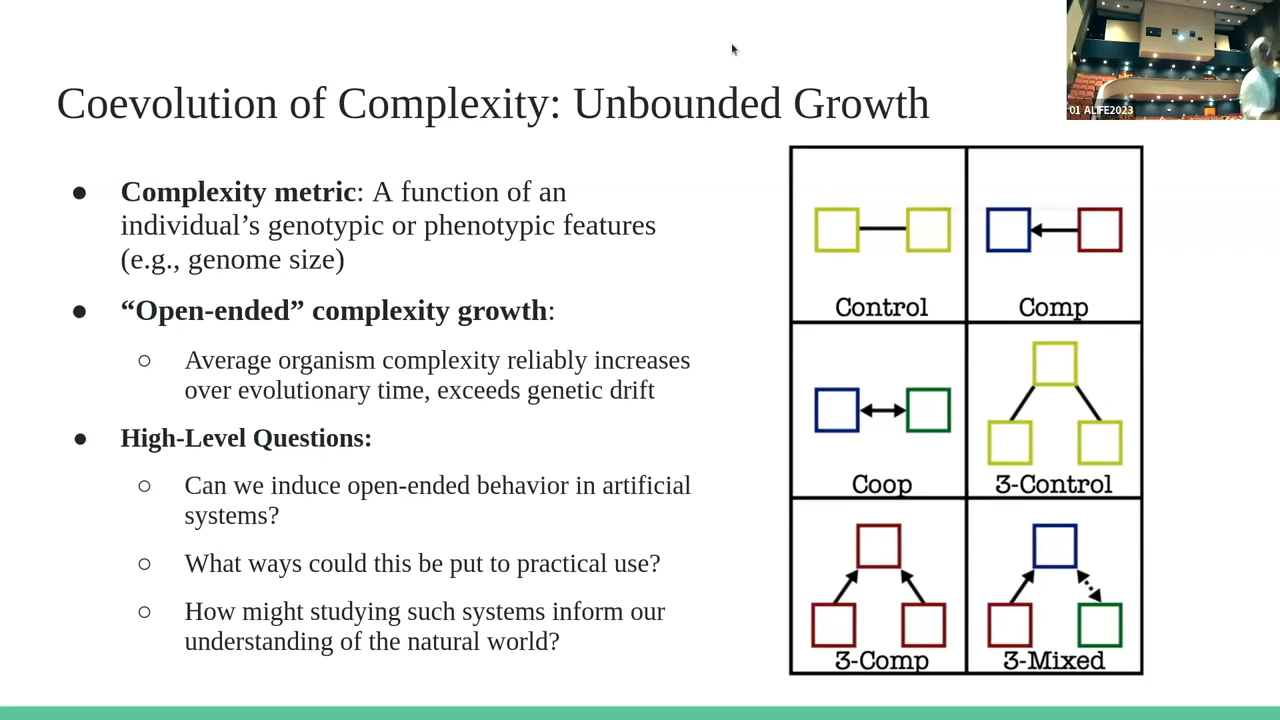 Coevolution of Complexity: Unbounded Growth
01 ALIFE2023
● Complexity metric: A function of an
individual’s genotypic or phenotypic features
(e.g., genome size)
● “Open-ended” complexity growth:
○ Average organism complexity reliably increases
over evolutionary time, exceeds genetic drift
● High-Level Questions:
○ Can we induce open-ended behavior in artificial
systems?
○ What ways could this be put to practical use?
○ How might studying such systems inform our
understanding of the natural world?
Control
Comp
Coop
3-Control
3-Comp
3-Mixed